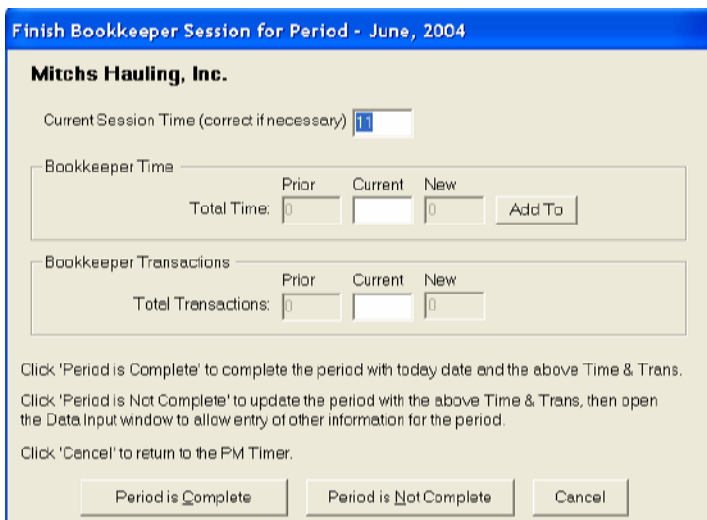 Finish Bookkeeper Session for Period - June, 2004
Mitchs Hauling, Inc.
Current Session Time (correct if necessary) 11
Bookkeeper Time
Prior Current New
Total Time: 0 0 Add To
Bookkeeper Transactions
Prior Current New
Total Transactions: 0 0
Click 'Period is Complete' to complete the period with today date and the above Time & Trans.
Click 'Period is Not Complete' to update the period with the above Time & Trans, then open
the Data Input window to allow entry of other information for the period.
Click 'Cancel' to return to the PM Timer.
Period is Complete Period is Not Complete Cancel